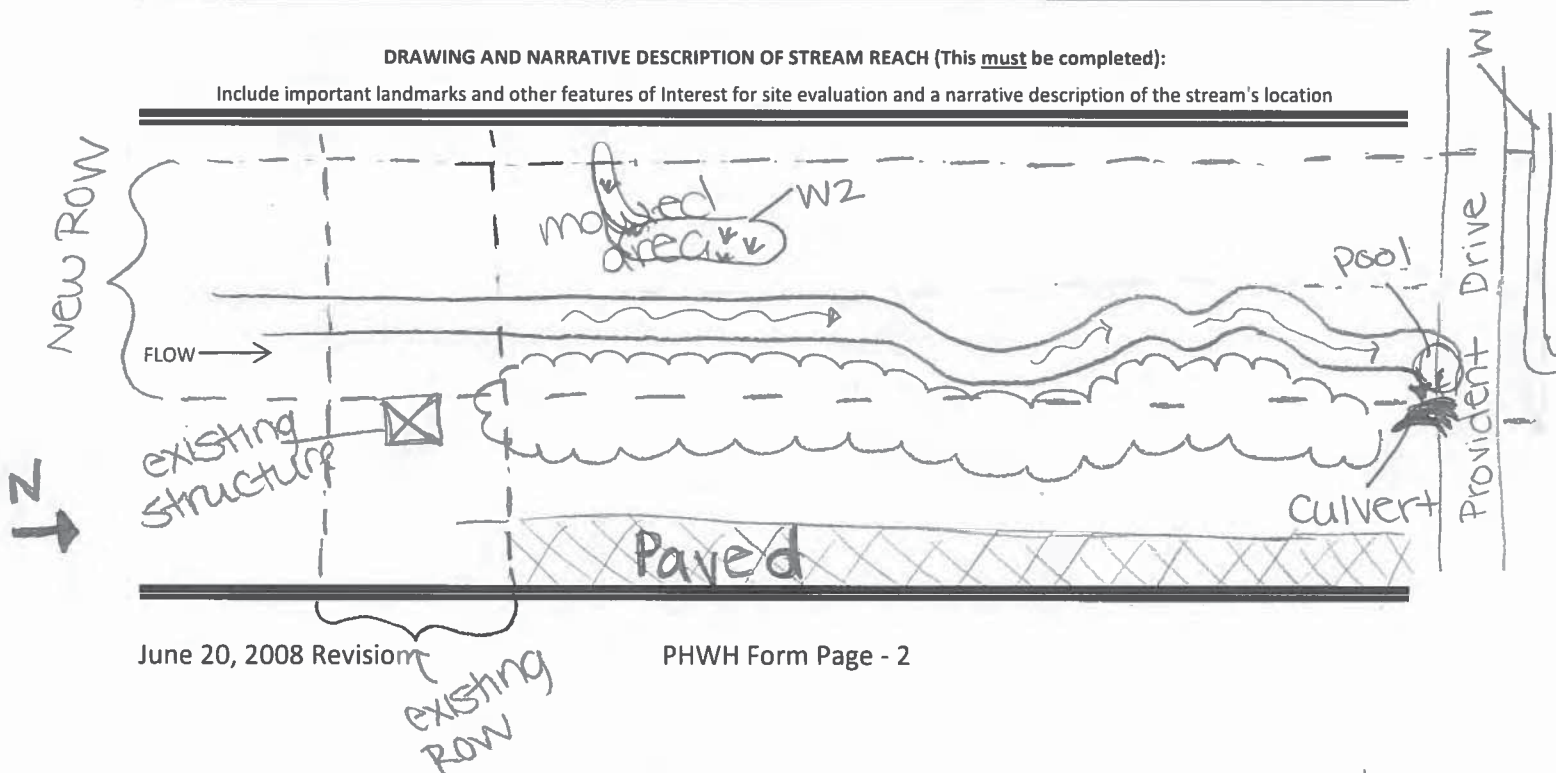 DRAWING AND NARRATIVE DESCRIPTION OF STREAM REACH (This must be completed):
Include important landmarks and other features of Interest for site evaluation and a narrative description of the stream's location
W1
New ROW
mowed
area
W2
pool
Provident Drive
FLOW
existing
structure
N
culvert
Paved
June 20, 2008 Revision
PHWH Form Page - 2
existing
ROW